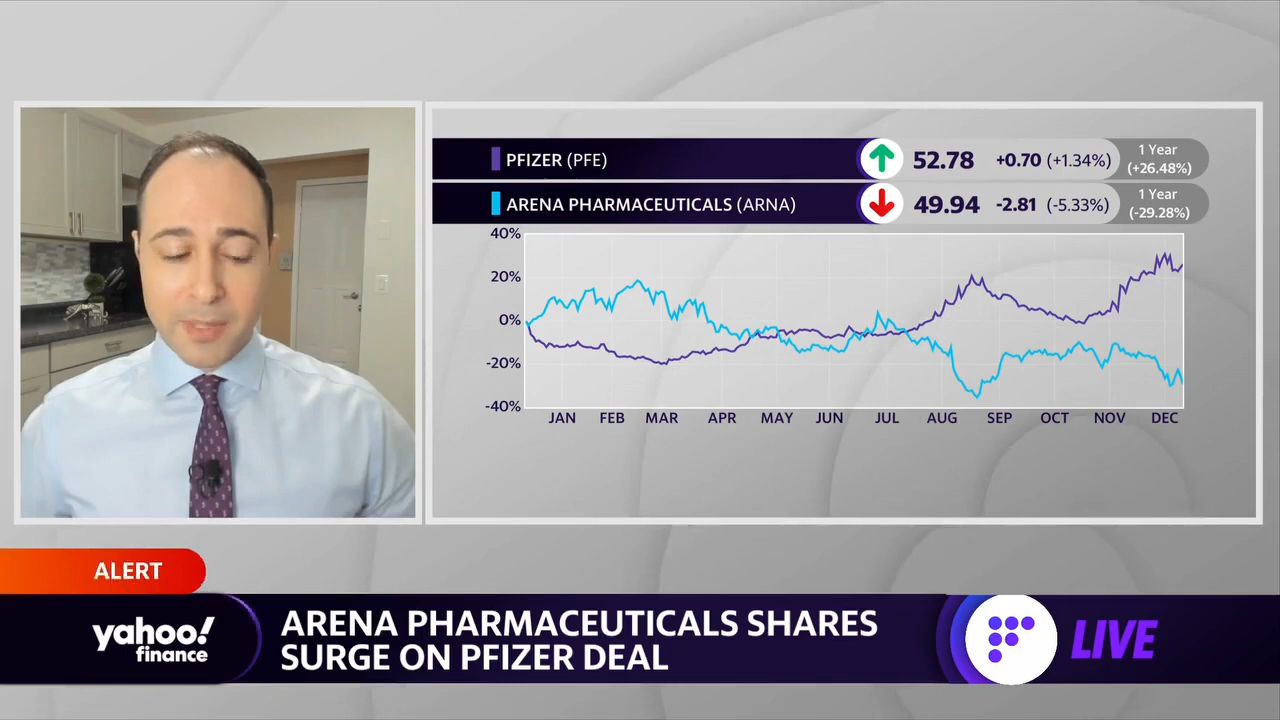 PFIZER (PFE) 52.78 +0.70 (+1.34%) 1 Year (+26.48%)
ARENA PHARMACEUTICALS (ARNA) 49.94 -2.81 (-5.33%) 1 Year (-29.28%)
40%
20%
0%
-20%
-40%
JAN FEB MAR APR MAY JUN JUL AUG SEP OCT NOV DEC
ALERT
yahoo!
finance
ARENA PHARMACEUTICALS SHARES
SURGE ON PFIZER DEAL
LIVE